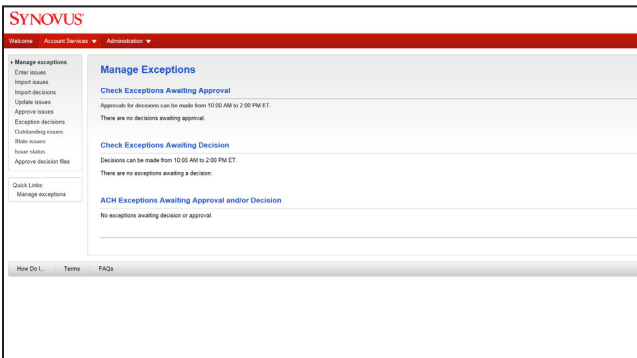 SYNOVUS
Welcome Account Services Administration
Manage exceptions
Enter issues
Import issues
Import decisions
Update issues
Approve issues
Exception decisions
Outstanding issues
Stale issues
Issue status
Approve decision files
Quick Links:
Manage exceptions
Manage Exceptions
Check Exceptions Awaiting Approval
Approvals for decisions can be made from 10:00 AM to 2:00 PM ET.
There are no decisions awaiting approval.
Check Exceptions Awaiting Decision
Decisions can be made from 10:00 AM to 2:00 PM ET.
There are no exceptions awaiting a decision.
ACH Exceptions Awaiting Approval and/or Decision
No exceptions awaiting decision or approval.
How Do I... Terms FAQs